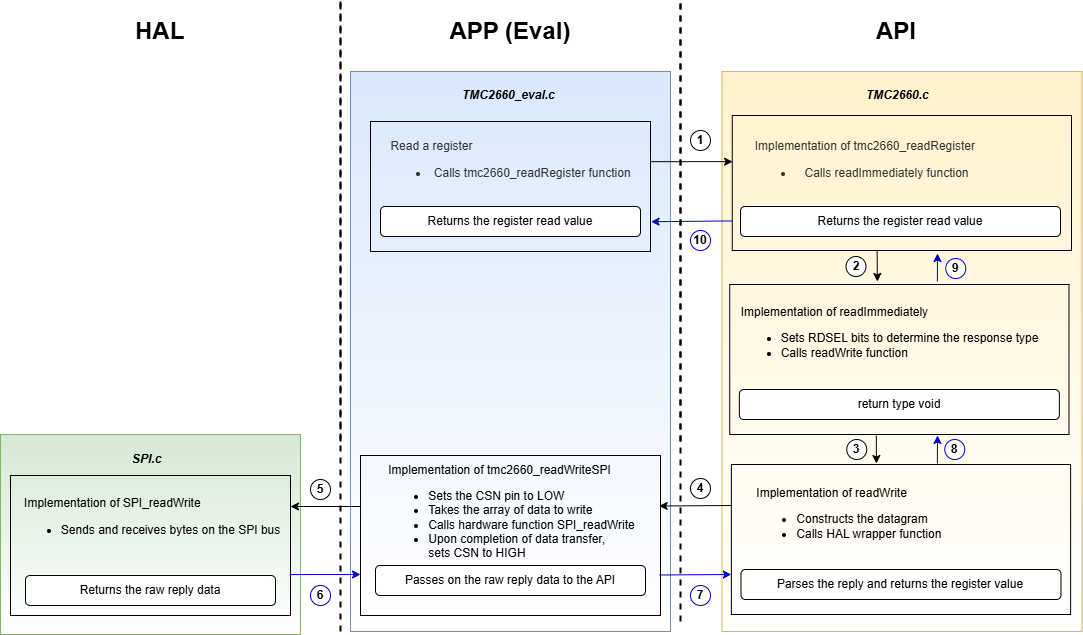 HAL
APP (Eval)
API
TMC2660_eval.c
TMC2660.c
Read a register
• Calls tmc2660_readRegister function
Returns the register read value
1
10
Implementation of tmc2660_readRegister
• Calls readImmediately function
Returns the register read value
2
9
Implementation of readImmediately
• Sets RDSEL bits to determine the response type
• Calls readWrite function
return type void
3
8
SPI.c
Implementation of SPI_readWrite
• Sends and receives bytes on the SPI bus
Returns the raw reply data
5
6
Implementation of tmc2660_readWriteSPI
• Sets the CSN pin to LOW
• Takes the array of data to write
• Calls hardware function SPI_readWrite
• Upon completion of data transfer,
sets CSN to HIGH
Passes on the raw reply data to the API
4
7
Implementation of readWrite
• Constructs the datagram
• Calls HAL wrapper function
Parses the reply and returns the register value